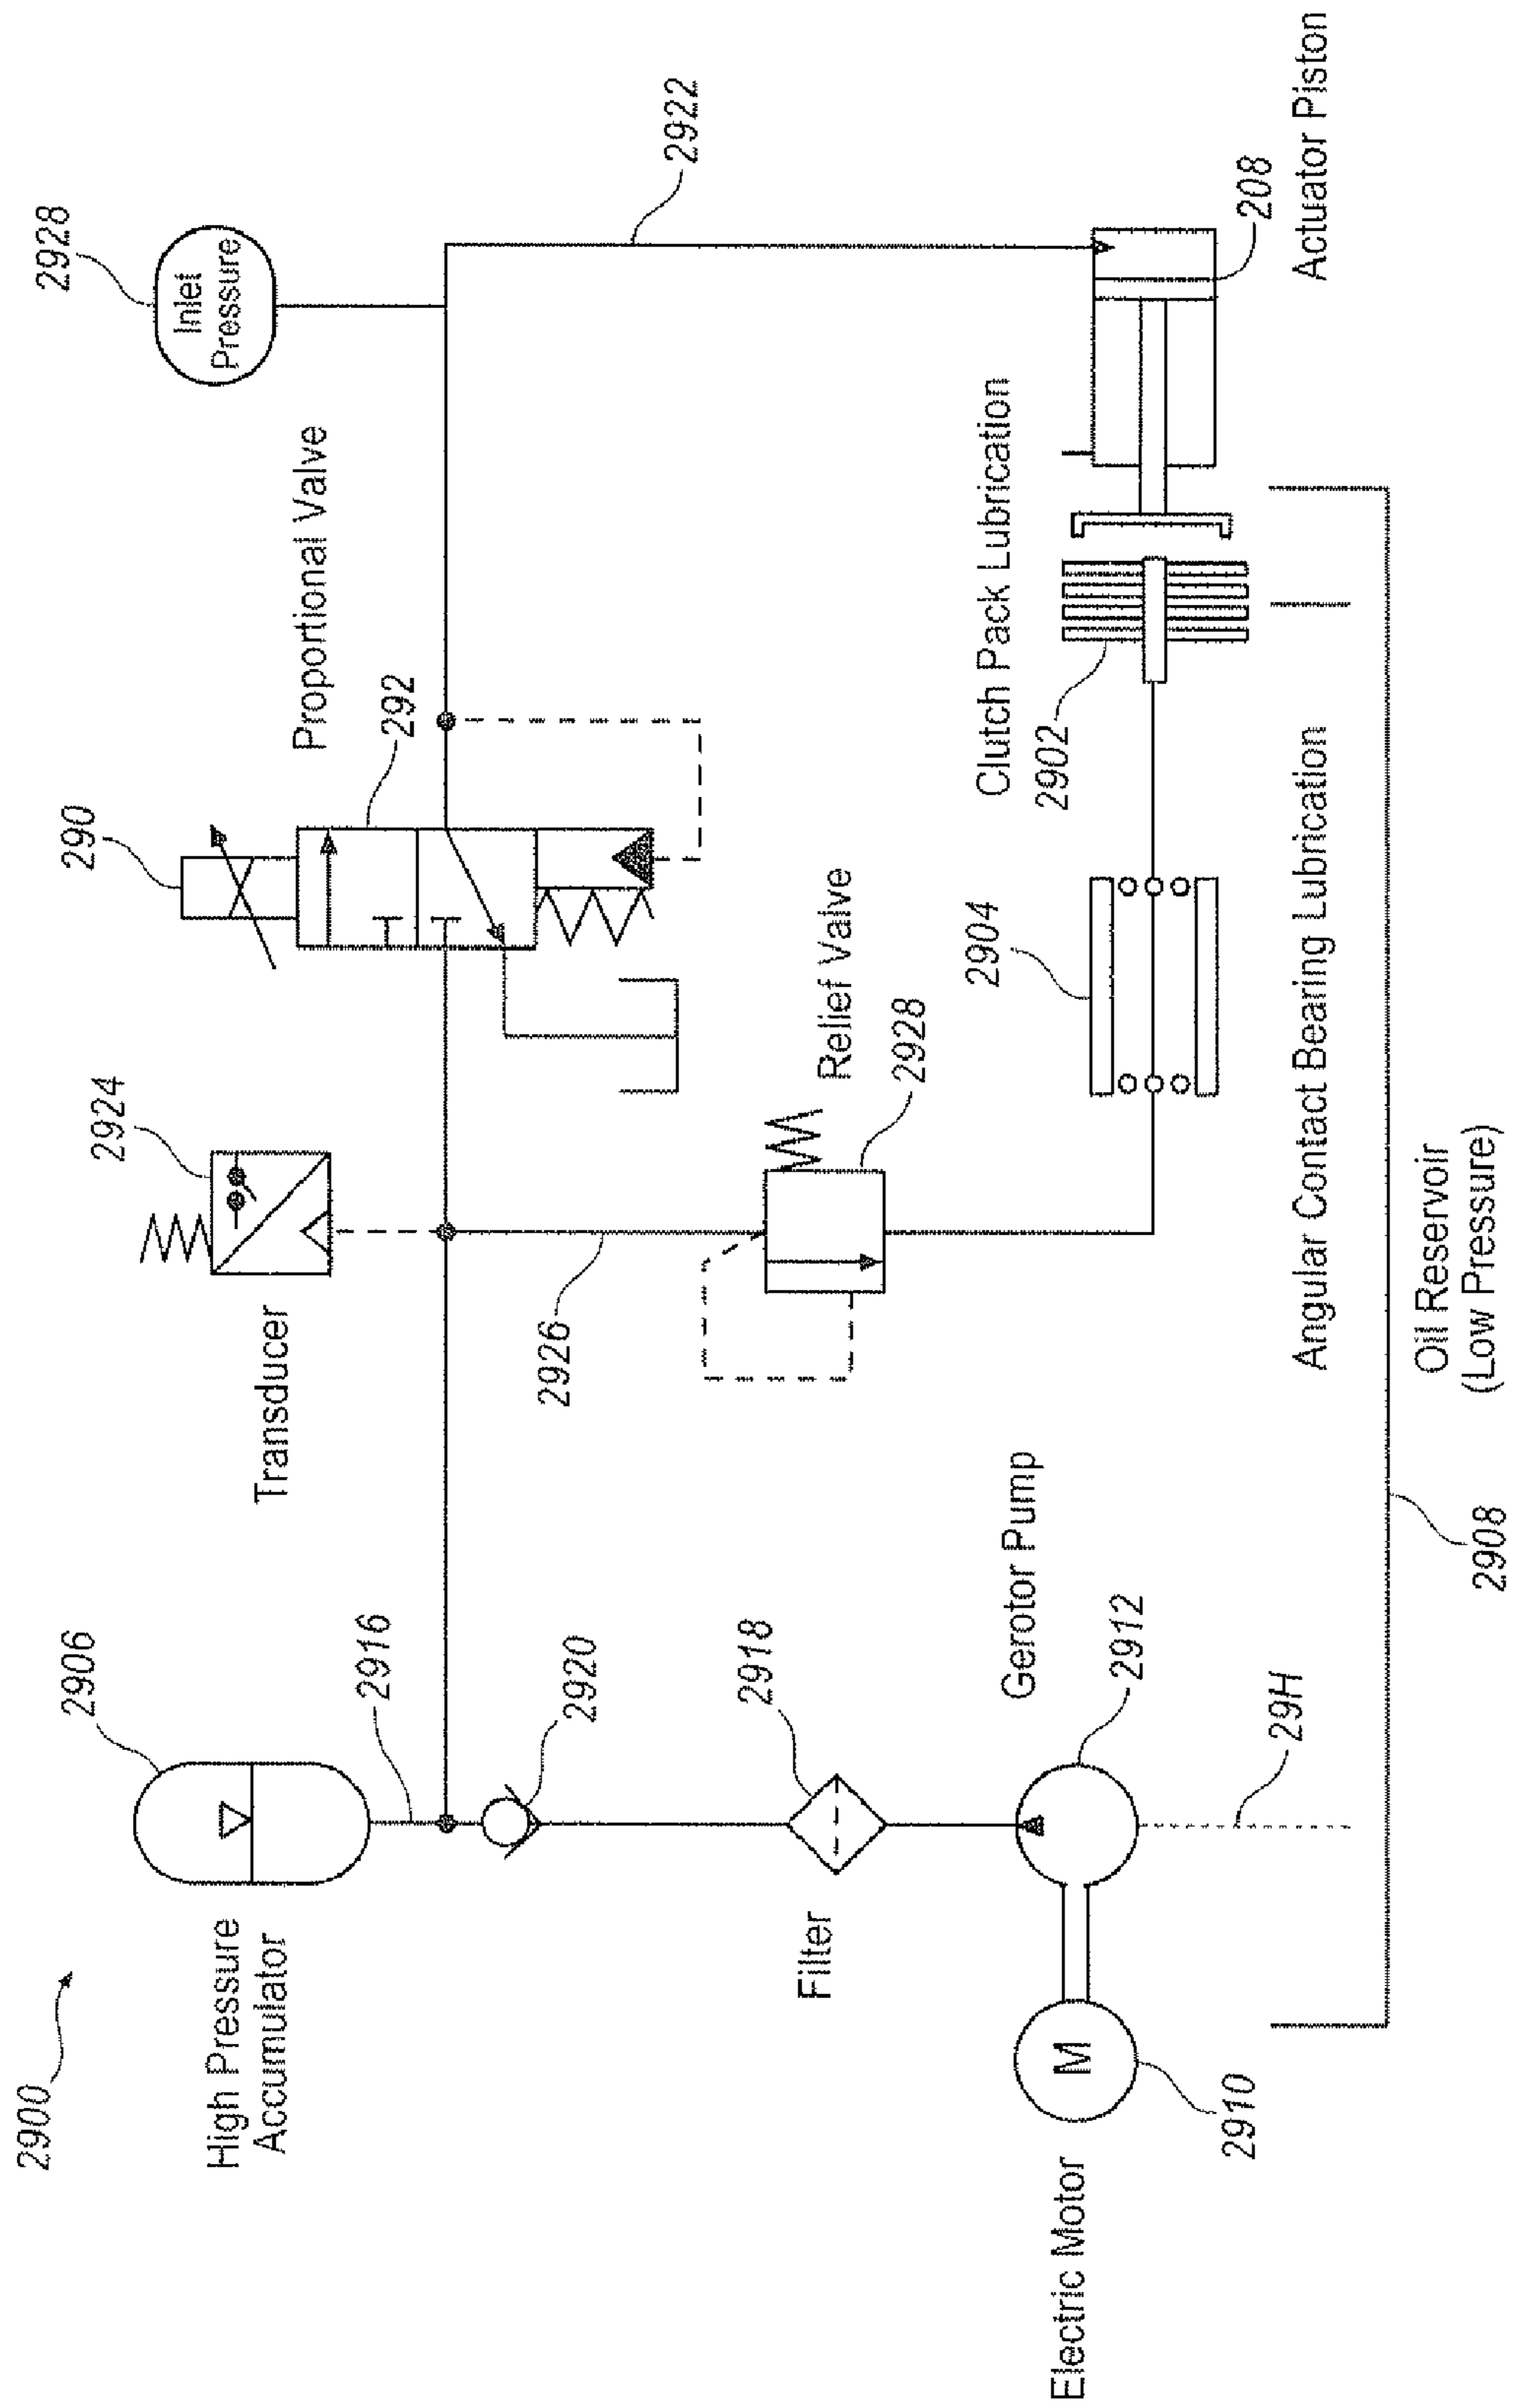 2900
High Pressure
Accumulator
2906
2916
2920
Transducer
2924
290
Proportional Valve
292
2928
Inlet
Pressure
2922
2926
Relief Valve
2928
Filter
2918
Gerotor Pump
2912
29H
Electric Motor
M
2910
2904
Angular Contact Bearing Lubrication
Clutch Pack Lubrication
2902
208
Actuator Piston
Oil Reservoir
(Low Pressure)
2908